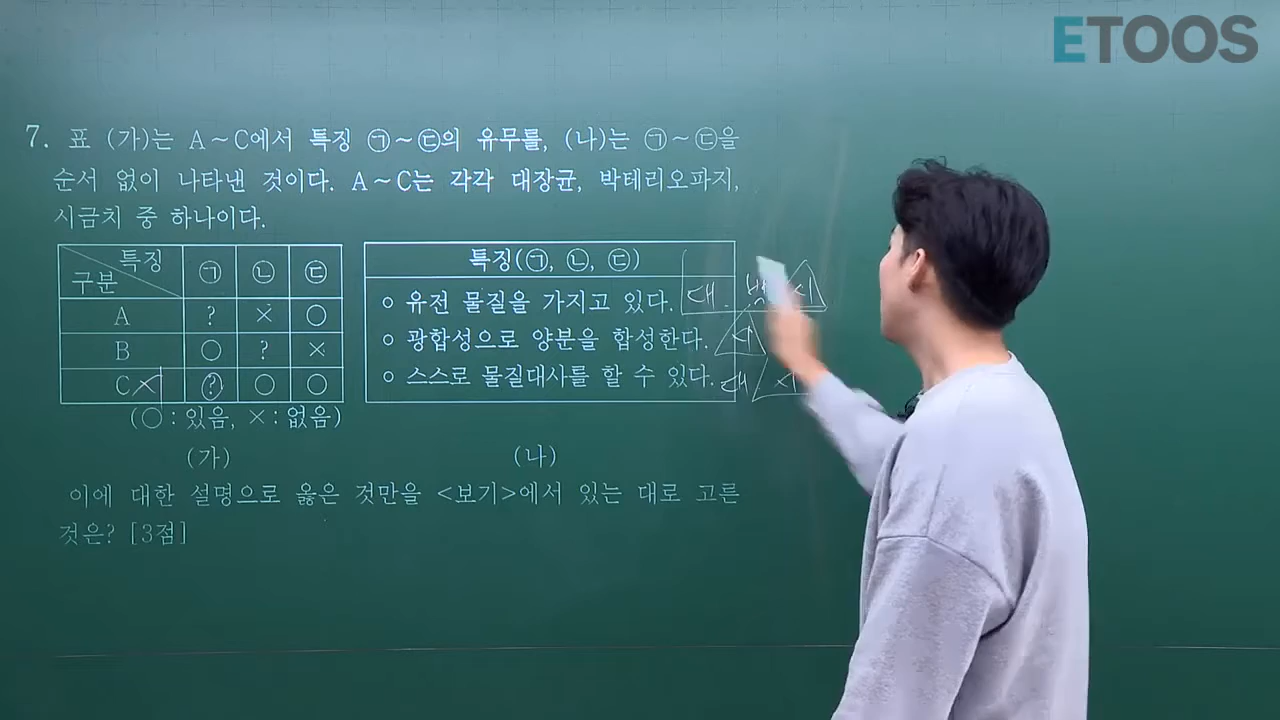 ETOOS
7. 표 (가)는 A~C에서 특징 ㉠~㉢의 유무를, (나)는 ㉠~㉢을
순서 없이 나타낸 것이다. A~C는 각각 대장균, 박테리오파지,
시금치 중 하나이다.
특징 구분 ㉠ ㉡ ㉢
A ? × ○
B ○ ? ×
C 시 ? ○ ○
(○: 있음, ×: 없음)
(가)
특징(㉠, ㉡, ㉢)
○ 유전 물질을 가지고 있다. 대
○ 광합성으로 양분을 합성한다. 시
○ 스스로 물질대사를 할 수 있다. 대 시
(나)
이에 대한 설명으로 옳은 것만을 <보기>에서 있는 대로 고른
것은? [3점]